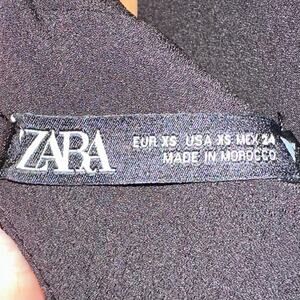 ZARA
EUR XS USA XS MEX 24
MADE IN MOROCCO